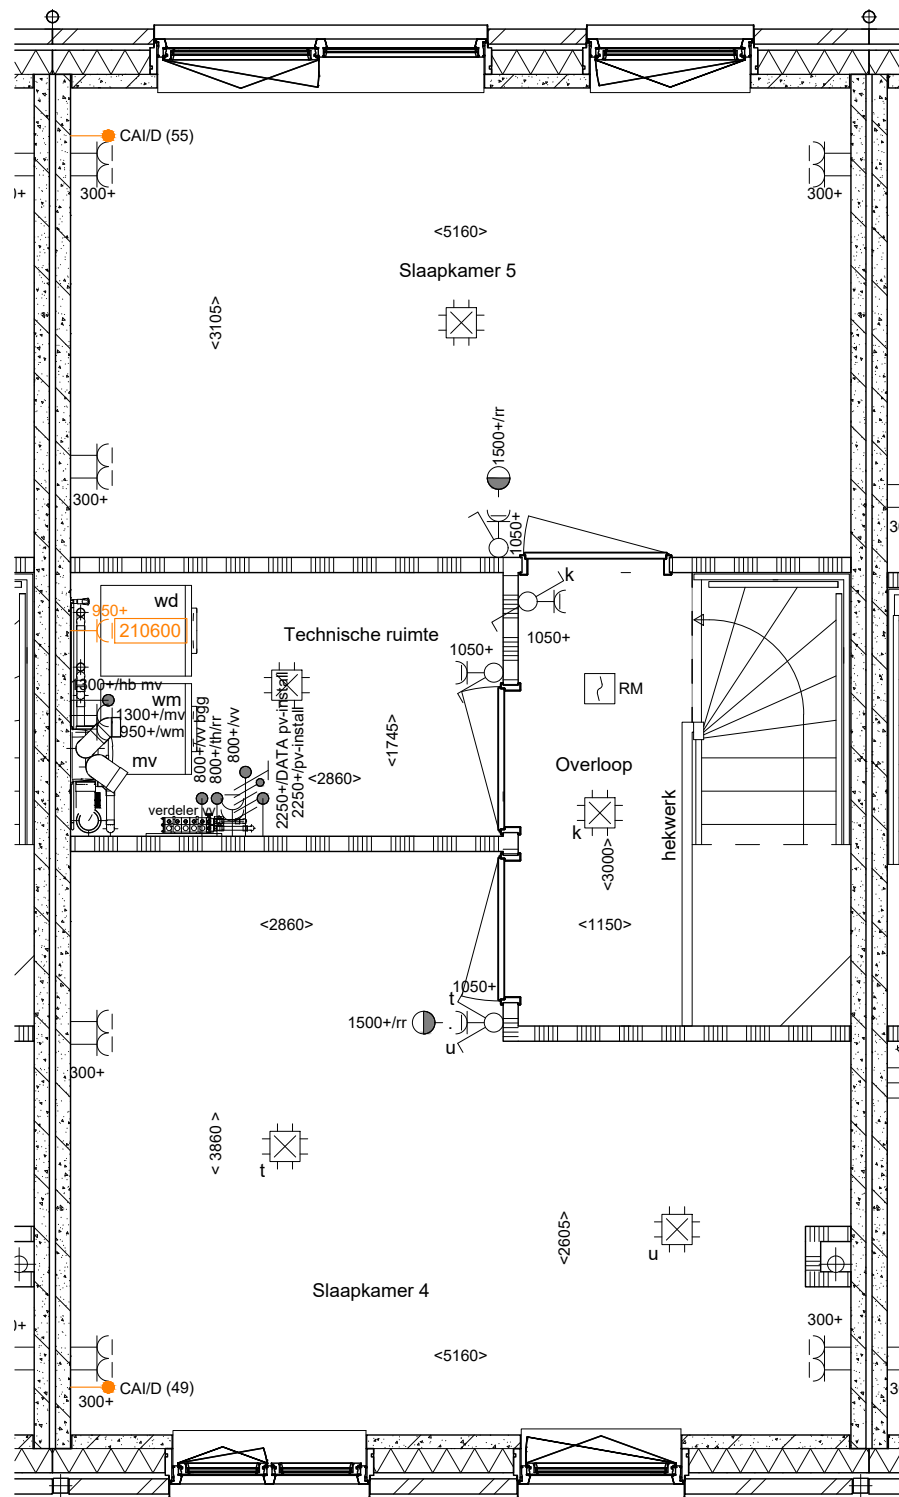 CAI/D (55)
300+
300+
<5160>
Slaapkamer 5
<3105>
1500+/rr
300+
1050+
k
wd
950+
210600
Technische ruimte
1050+
1050+
RM
1300+/hb mv
wm
1300+/mv
950+/wm
mv
800+/vv bgg
800+/th/rr
800+/vv
2250+/DATA pv-install
2250+/pv-install
<1745>
<2860>
verdeler vv
Overloop
k
<3000>
hekwerk
<2860>
<1150>
1050+
t
1500+/rr
u
300+
< 3860 >
t
<2605>
u
Slaapkamer 4
300+
<5160>
CAI/D (49)
300+